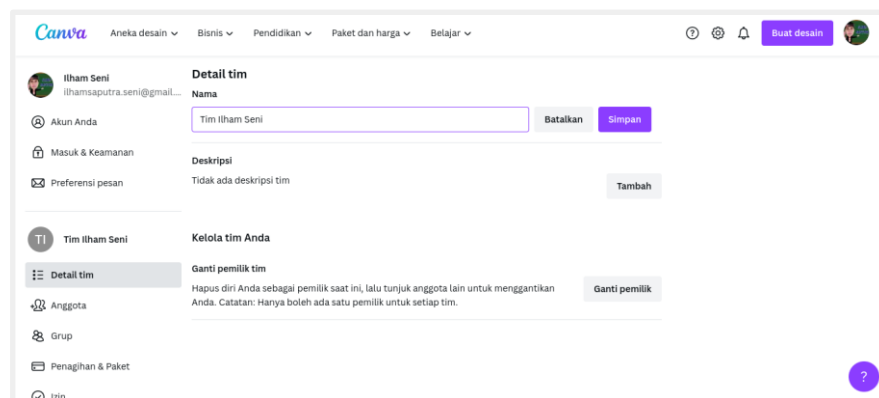 Canva
Aneka desain
Bisnis
Pendidikan
Paket dan harga
Belajar
?
Buat desain
Ilham Seni
ilhamsaputra.seni@gmail...
Akun Anda
Masuk & Keamanan
Preferensi pesan
TI
Tim Ilham Seni
Detail tim
Anggota
Grup
Penagihan & Paket
Izin
Detail tim
Nama
Tim Ilham Seni
Batalkan
Simpan
Deskripsi
Tidak ada deskripsi tim
Tambah
Kelola tim Anda
Ganti pemilik tim
Hapus diri Anda sebagai pemilik saat ini, lalu tunjuk anggota lain untuk menggantikan
Anda. Catatan: Hanya boleh ada satu pemilik untuk setiap tim.
Ganti pemilik
?